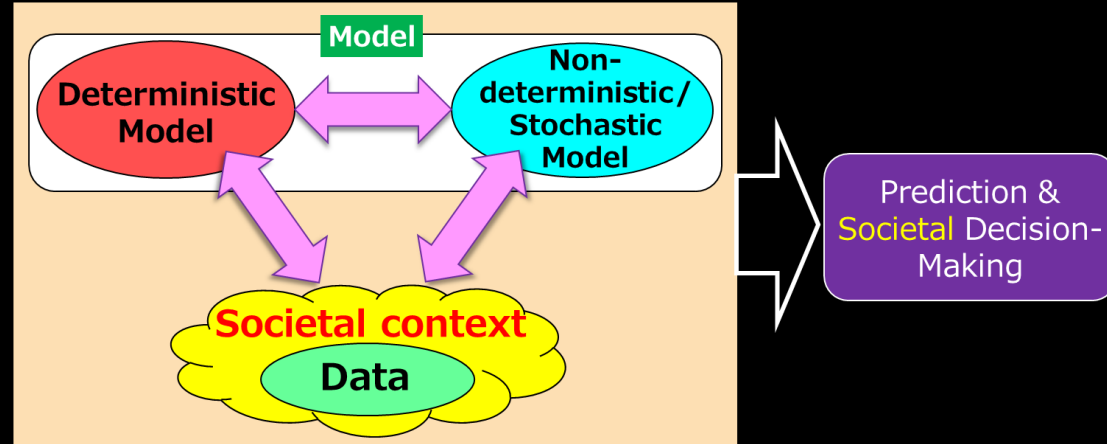 Model
Deterministic
Model
Non-
deterministic/
Stochastic
Model
Societal context
Data
Prediction &
Societal Decision-
Making